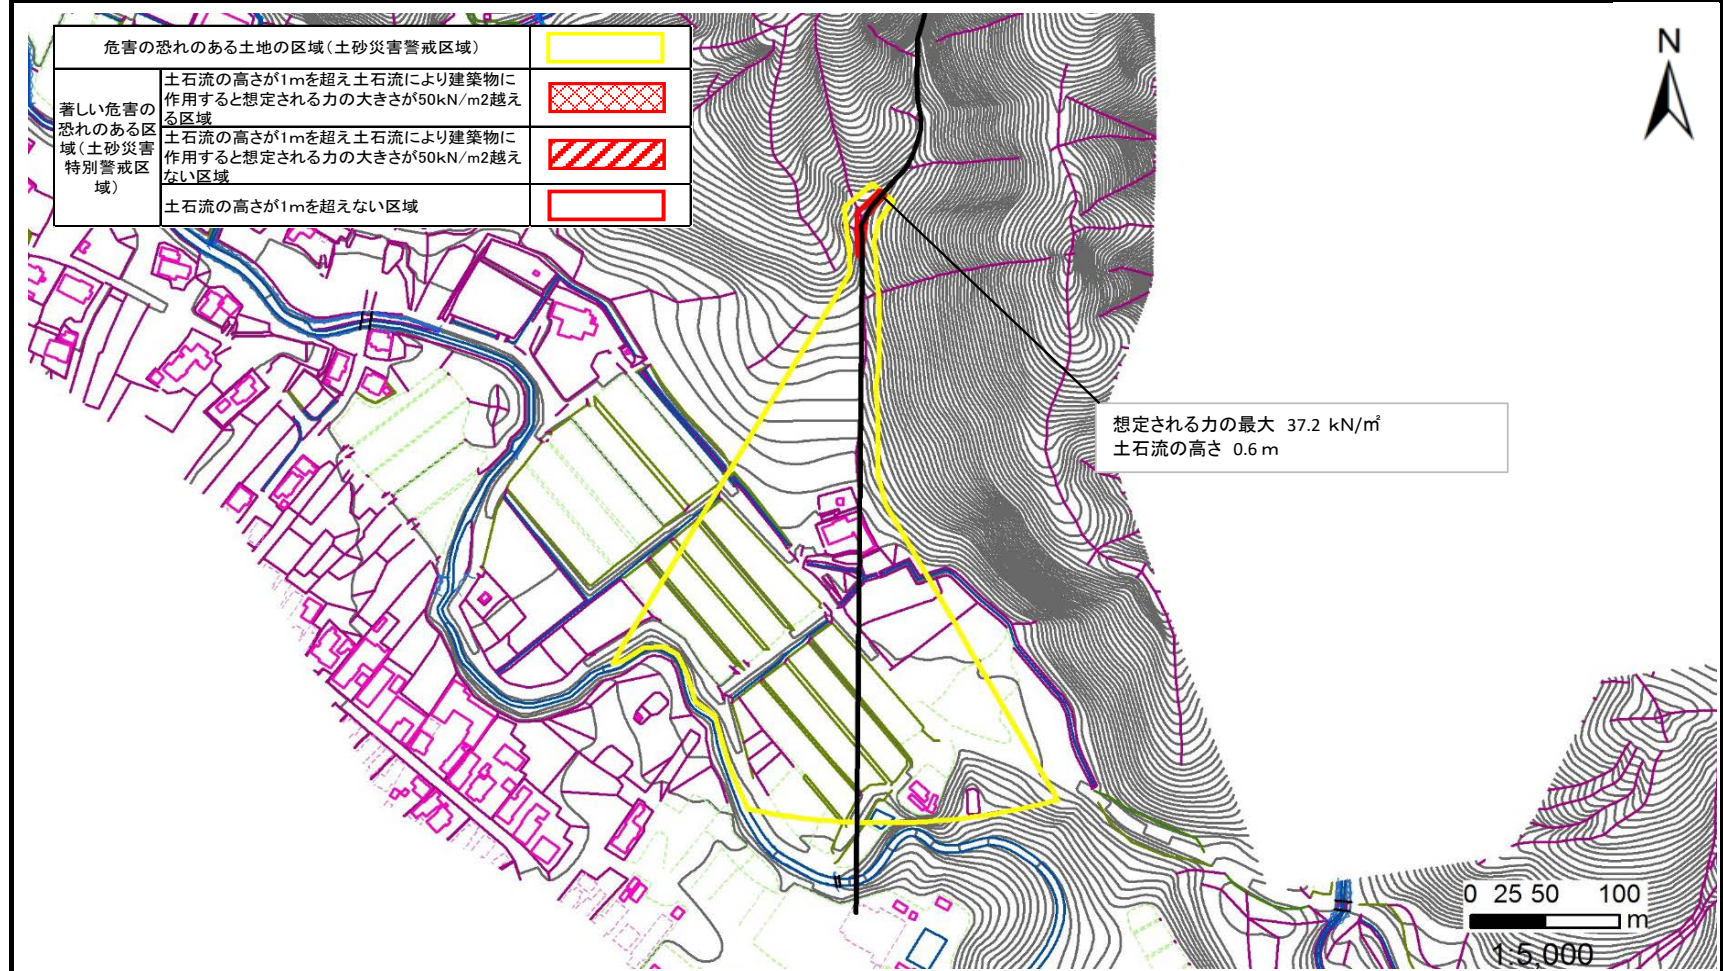 危害の恐れのある土地の区域(土砂災害警戒区域)
著しい危害の
恐れのある区
域(土砂災害
特別警戒区
域)
土石流の高さが1mを超え土石流により建築物に
作用すると想定される力の大きさが50kN/m2越え
る区域
土石流の高さが1mを超え土石流により建築物に
作用すると想定される力の大きさが50kN/m2越え
ない区域
土石流の高さが1mを超えない区域
N
想定される力の最大 37.2 kN/㎡
土石流の高さ 0.6 m
0 25 50 100
m
1:5,000